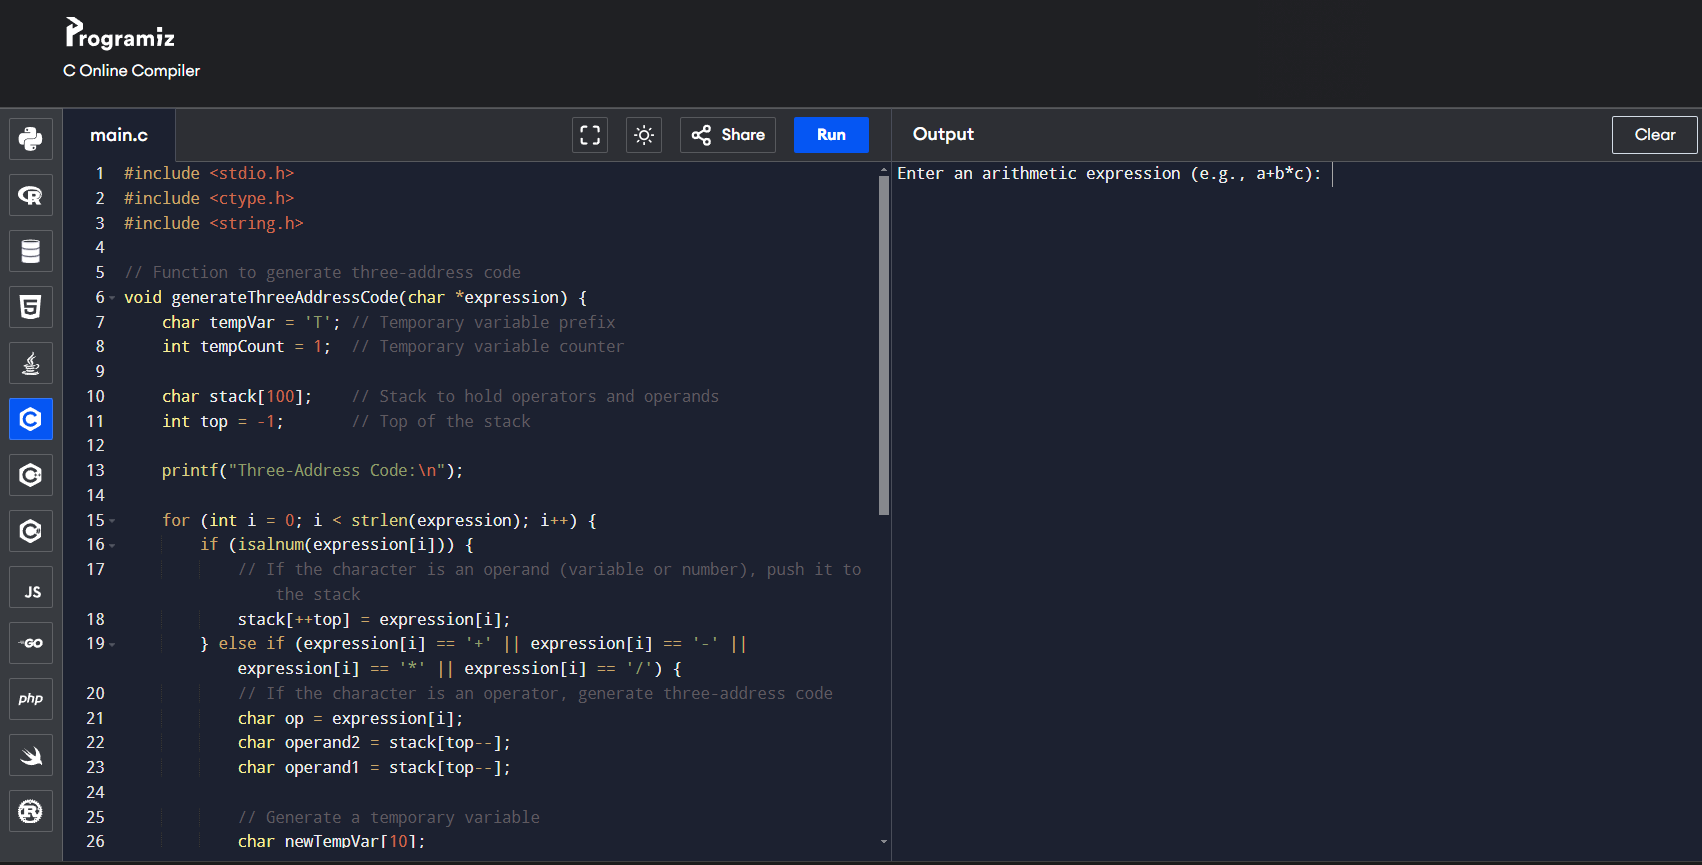 Programiz
C Online Compiler
main.c
Share
Run
Output
Clear
1 #include <stdio.h>
2 #include <ctype.h>
3 #include <string.h>
4
5 // Function to generate three-address code
6 void generateThreeAddressCode(char *expression) {
7 char tempVar = 'T'; // Temporary variable prefix
8 int tempCount = 1; // Temporary variable counter
9
10 char stack[100]; // Stack to hold operators and operands
11 int top = -1; // Top of the stack
12
13 printf("Three-Address Code:\n");
14
15 for (int i = 0; i < strlen(expression); i++) {
16 if (isalnum(expression[i])) {
17 // If the character is an operand (variable or number), push it to
the stack
18 stack[++top] = expression[i];
19 } else if (expression[i] == '+' || expression[i] == '-' ||
expression[i] == '*' || expression[i] == '/') {
20 // If the character is an operator, generate three-address code
21 char op = expression[i];
22 char operand2 = stack[top--];
23 char operand1 = stack[top--];
24
25 // Generate a temporary variable
26 char newTempVar[10];
Enter an arithmetic expression (e.g., a+b*c):
R
5
C
C
C
JS
GO
php
R